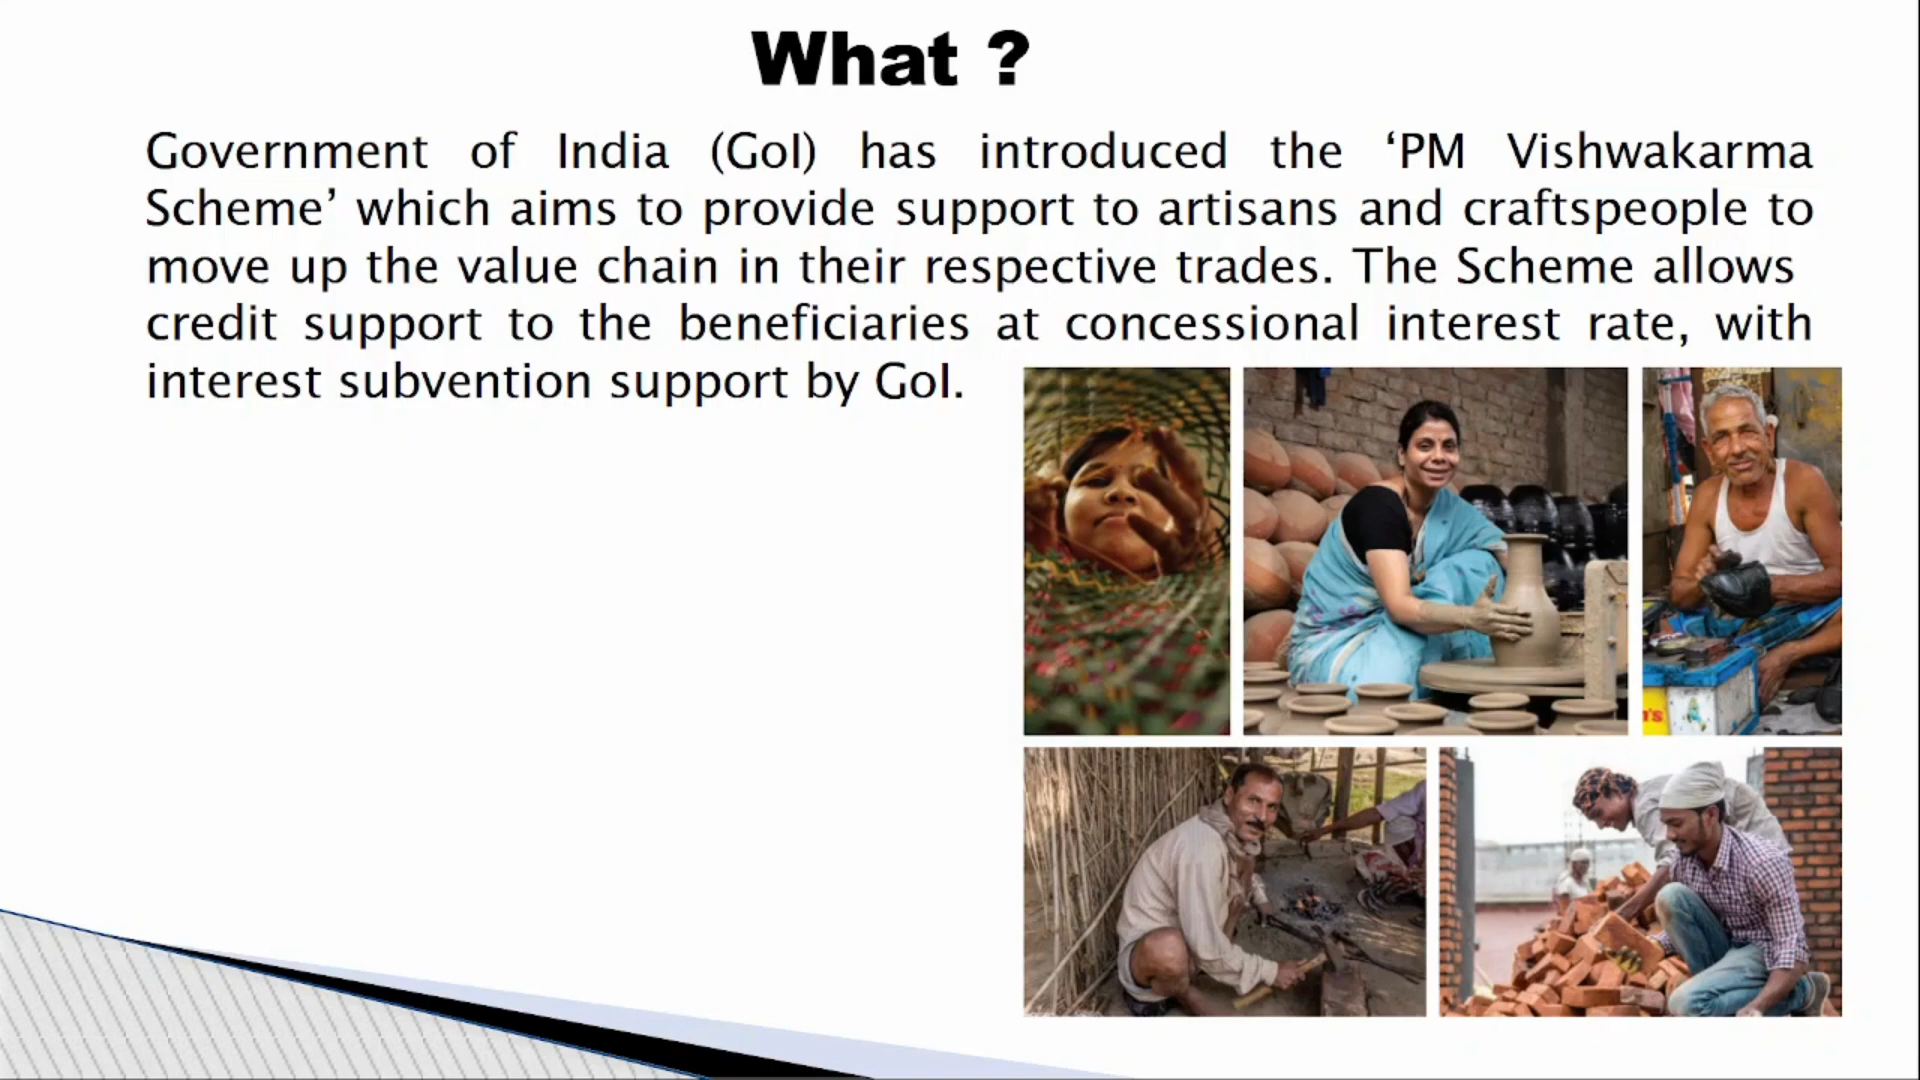 What ?
Government of India (GoI) has introduced the ‘PM Vishwakarma
Scheme’ which aims to provide support to artisans and craftspeople to
move up the value chain in their respective trades. The Scheme allows
credit support to the beneficiaries at concessional interest rate, with
interest subvention support by GoI.